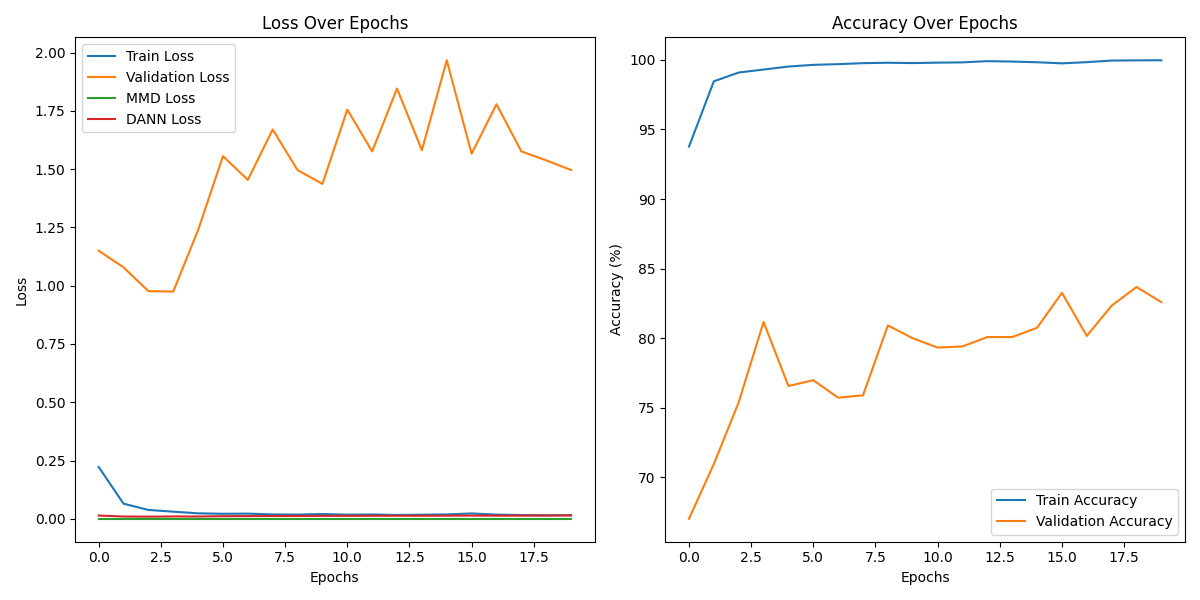 Loss Over Epochs
2.00
1.75
1.50
1.25
1.00
0.75
0.50
0.25
0.00
Loss
Train Loss
Validation Loss
MMD Loss
DANN Loss
0.0 2.5 5.0 7.5 10.0 12.5 15.0 17.5
Epochs
Accuracy Over Epochs
100
95
90
85
80
75
70
Accuracy (%)
Train Accuracy
Validation Accuracy
0.0 2.5 5.0 7.5 10.0 12.5 15.0 17.5
Epochs